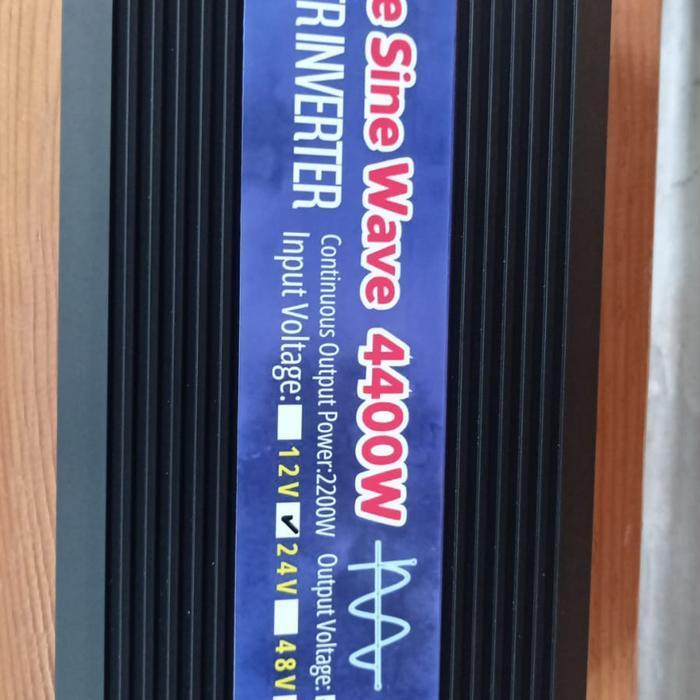 e Sine Wave 4400W
R INVERTER
Continuous Output Power:2200W Output Voltage:
Input Voltage: 12V ✔ 24V 48V